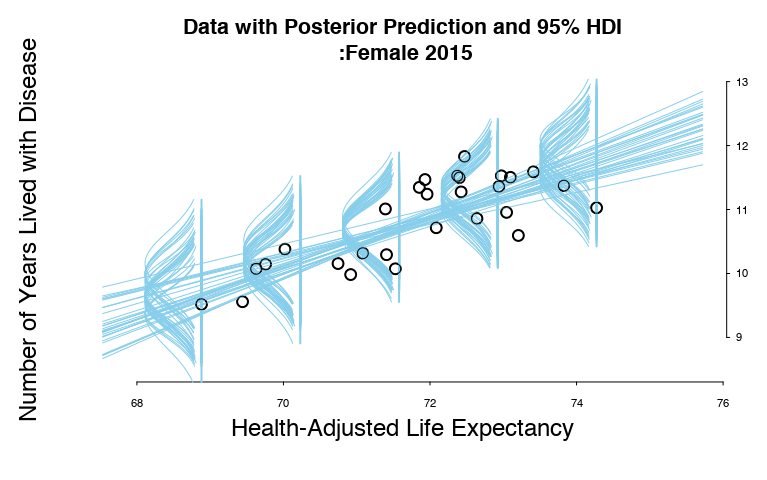 Data with Posterior Prediction and 95% HDI
:Female 2015
Number of Years Lived with Disease
13
12
11
10
9
68 70 72 74 76
Health-Adjusted Life Expectancy